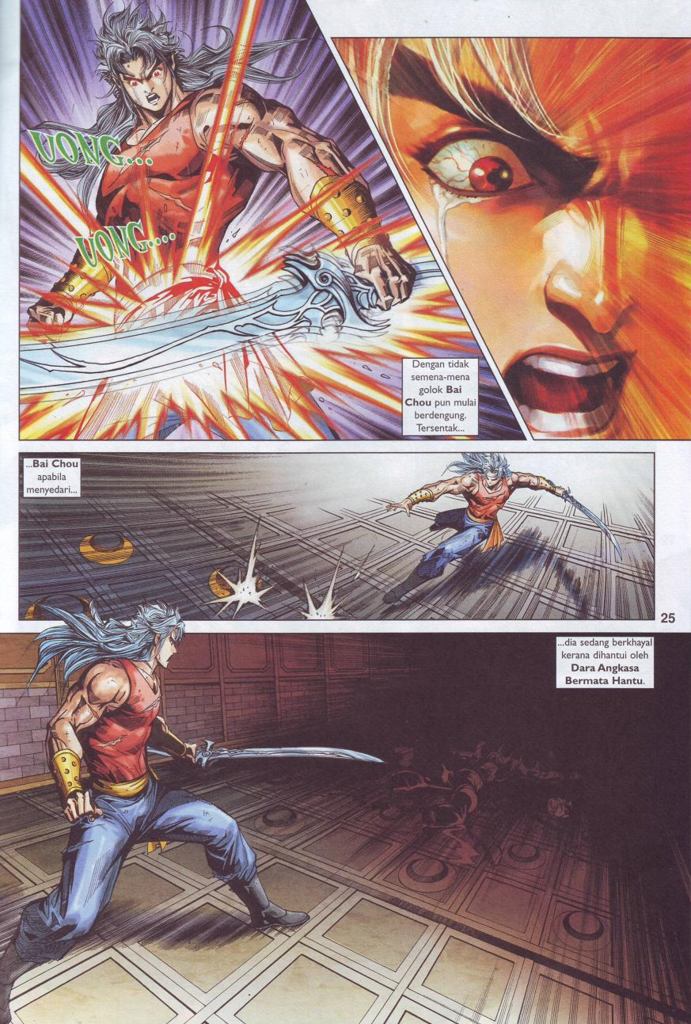 UONG...
UONG....
Dengan tidak
semena-mena
golok Bai
Chou pun mulai
berdengung.
Tersentak...
...Bai Chou
apabila
menyedari...
25
...dia sedang berkhayal
kerana dihantui oleh
Dara Angkasa
Bermata Hantu.